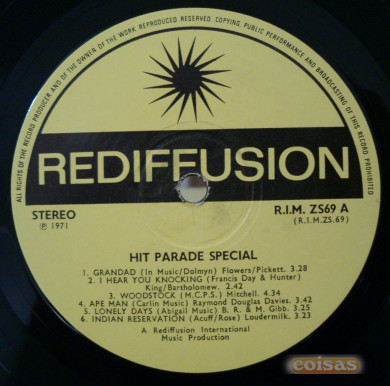 ALL RIGHTS OF THE RECORD PRODUCER AND OF THE OWNER OF THE WORK REPRODUCED RESERVED. COPYING, PUBLIC PERFORMANCE AND BROADCASTING OF THIS RECORD PROHIBITED
REDIFFUSION
STEREO
Ⓟ 1971
R.I.M. ZS69 A
(R.I.M.ZS.69)
HIT PARADE SPECIAL
1. GRANDAD (In Music/Dolmyn) Flowers/Pickett. 3.28
2. I HEAR YOU KNOCKING (Francis Day & Hunter)
King/Bartholomew. 2.42
3. WOODSTOCK (M.C.P.S.) Mitchell. 4.34
4. APE MAN (Carlin Music) Raymond Douglas Davies. 3.42
5. LONELY DAYS (Abigail Music) B. R. & M. Gibb. 3.25
6. INDIAN RESERVATION (Acuff/Rose) Loudermilk. 3.23
A Rediffusion International
Music Production
coisas